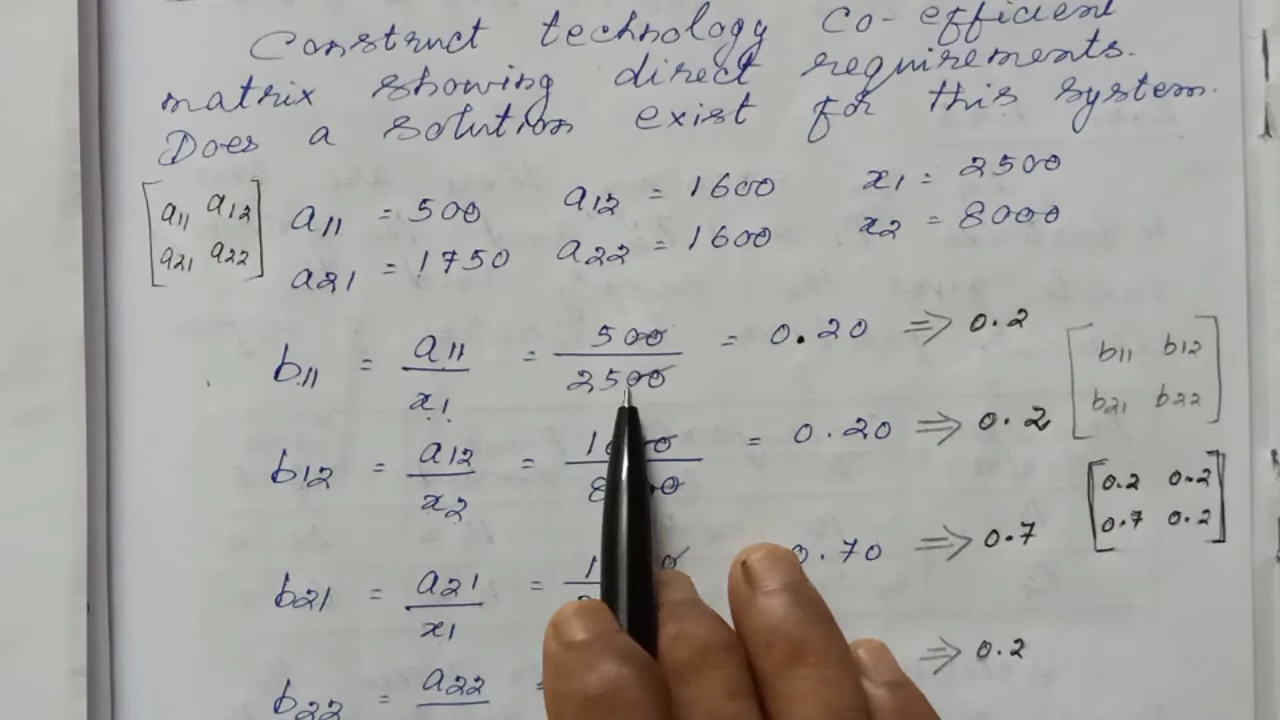 Construct technology co-efficient
matrix showing direct requirements.
Does a solution exist for this system.
[a11 a12
a21 a22]
a11 = 500 a12 = 1600 x1 = 2500
a21 = 1750 a22 = 1600 x2 = 8000
b11 = a11/x1 = 500/2500 = 0.20 ⇒ 0.2
[b11 b12
b21 b22]
b12 = a12/x2 = = 0.20 ⇒ 0.2
[0.2 0.2
0.7 0.2]
b21 = a21/x1 = 0.70 ⇒ 0.7
b22 = a22 = ⇒ 0.2